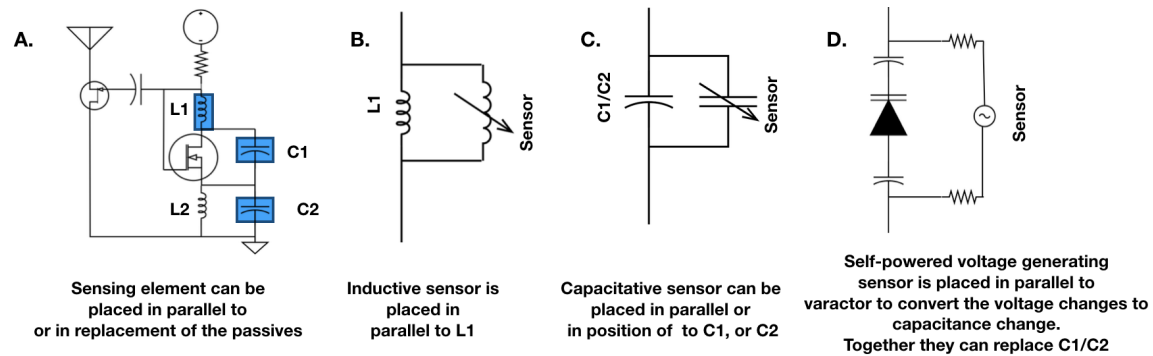 A.
L1
C1
L2
C2
+
-
Sensing element can be
placed in parallel to
or in replacement of the passives
B.
L1
Sensor
Inductive sensor is
placed in
parallel to L1
C.
C1/C2
Sensor
Capacitative sensor can be
placed in parallel or
in position of to C1, or C2
D.
Sensor
Self-powered voltage generating
sensor is placed in parallel to
varactor to convert the voltage changes to
capacitance change.
Together they can replace C1/C2